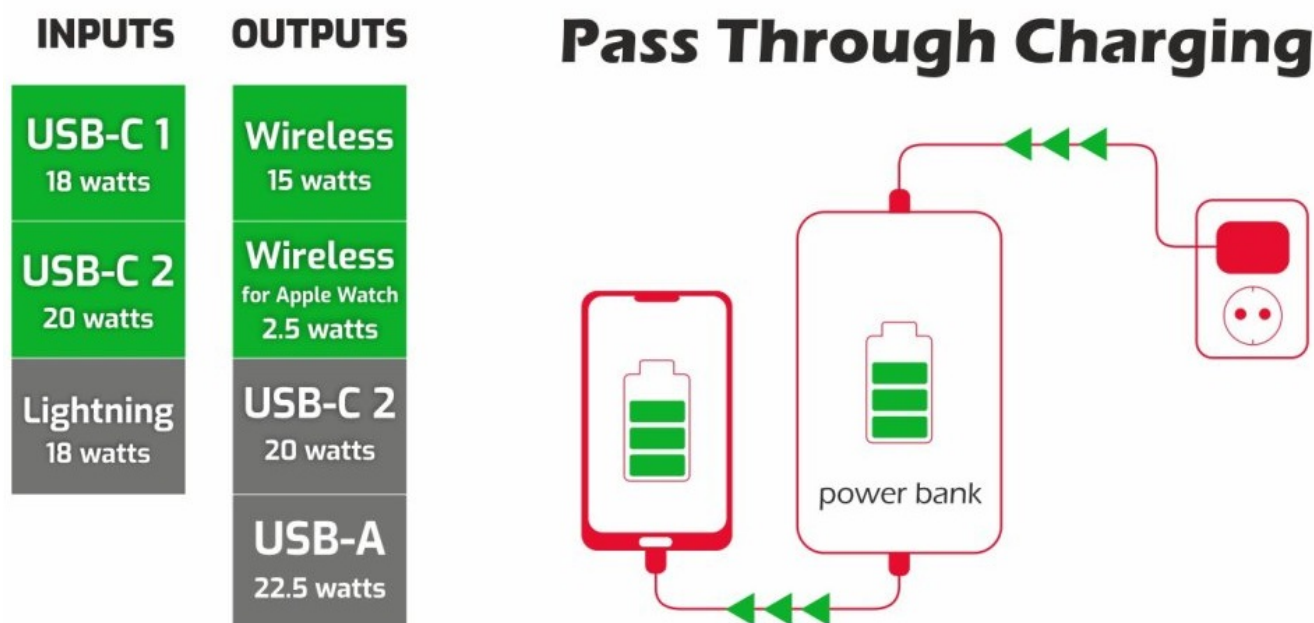 INPUTS
USB-C 1
18 watts
USB-C 2
20 watts
Lightning
18 watts
OUTPUTS
Wireless
15 watts
Wireless
for Apple Watch
2.5 watts
USB-C 2
20 watts
USB-A
22.5 watts
Pass Through Charging
power bank